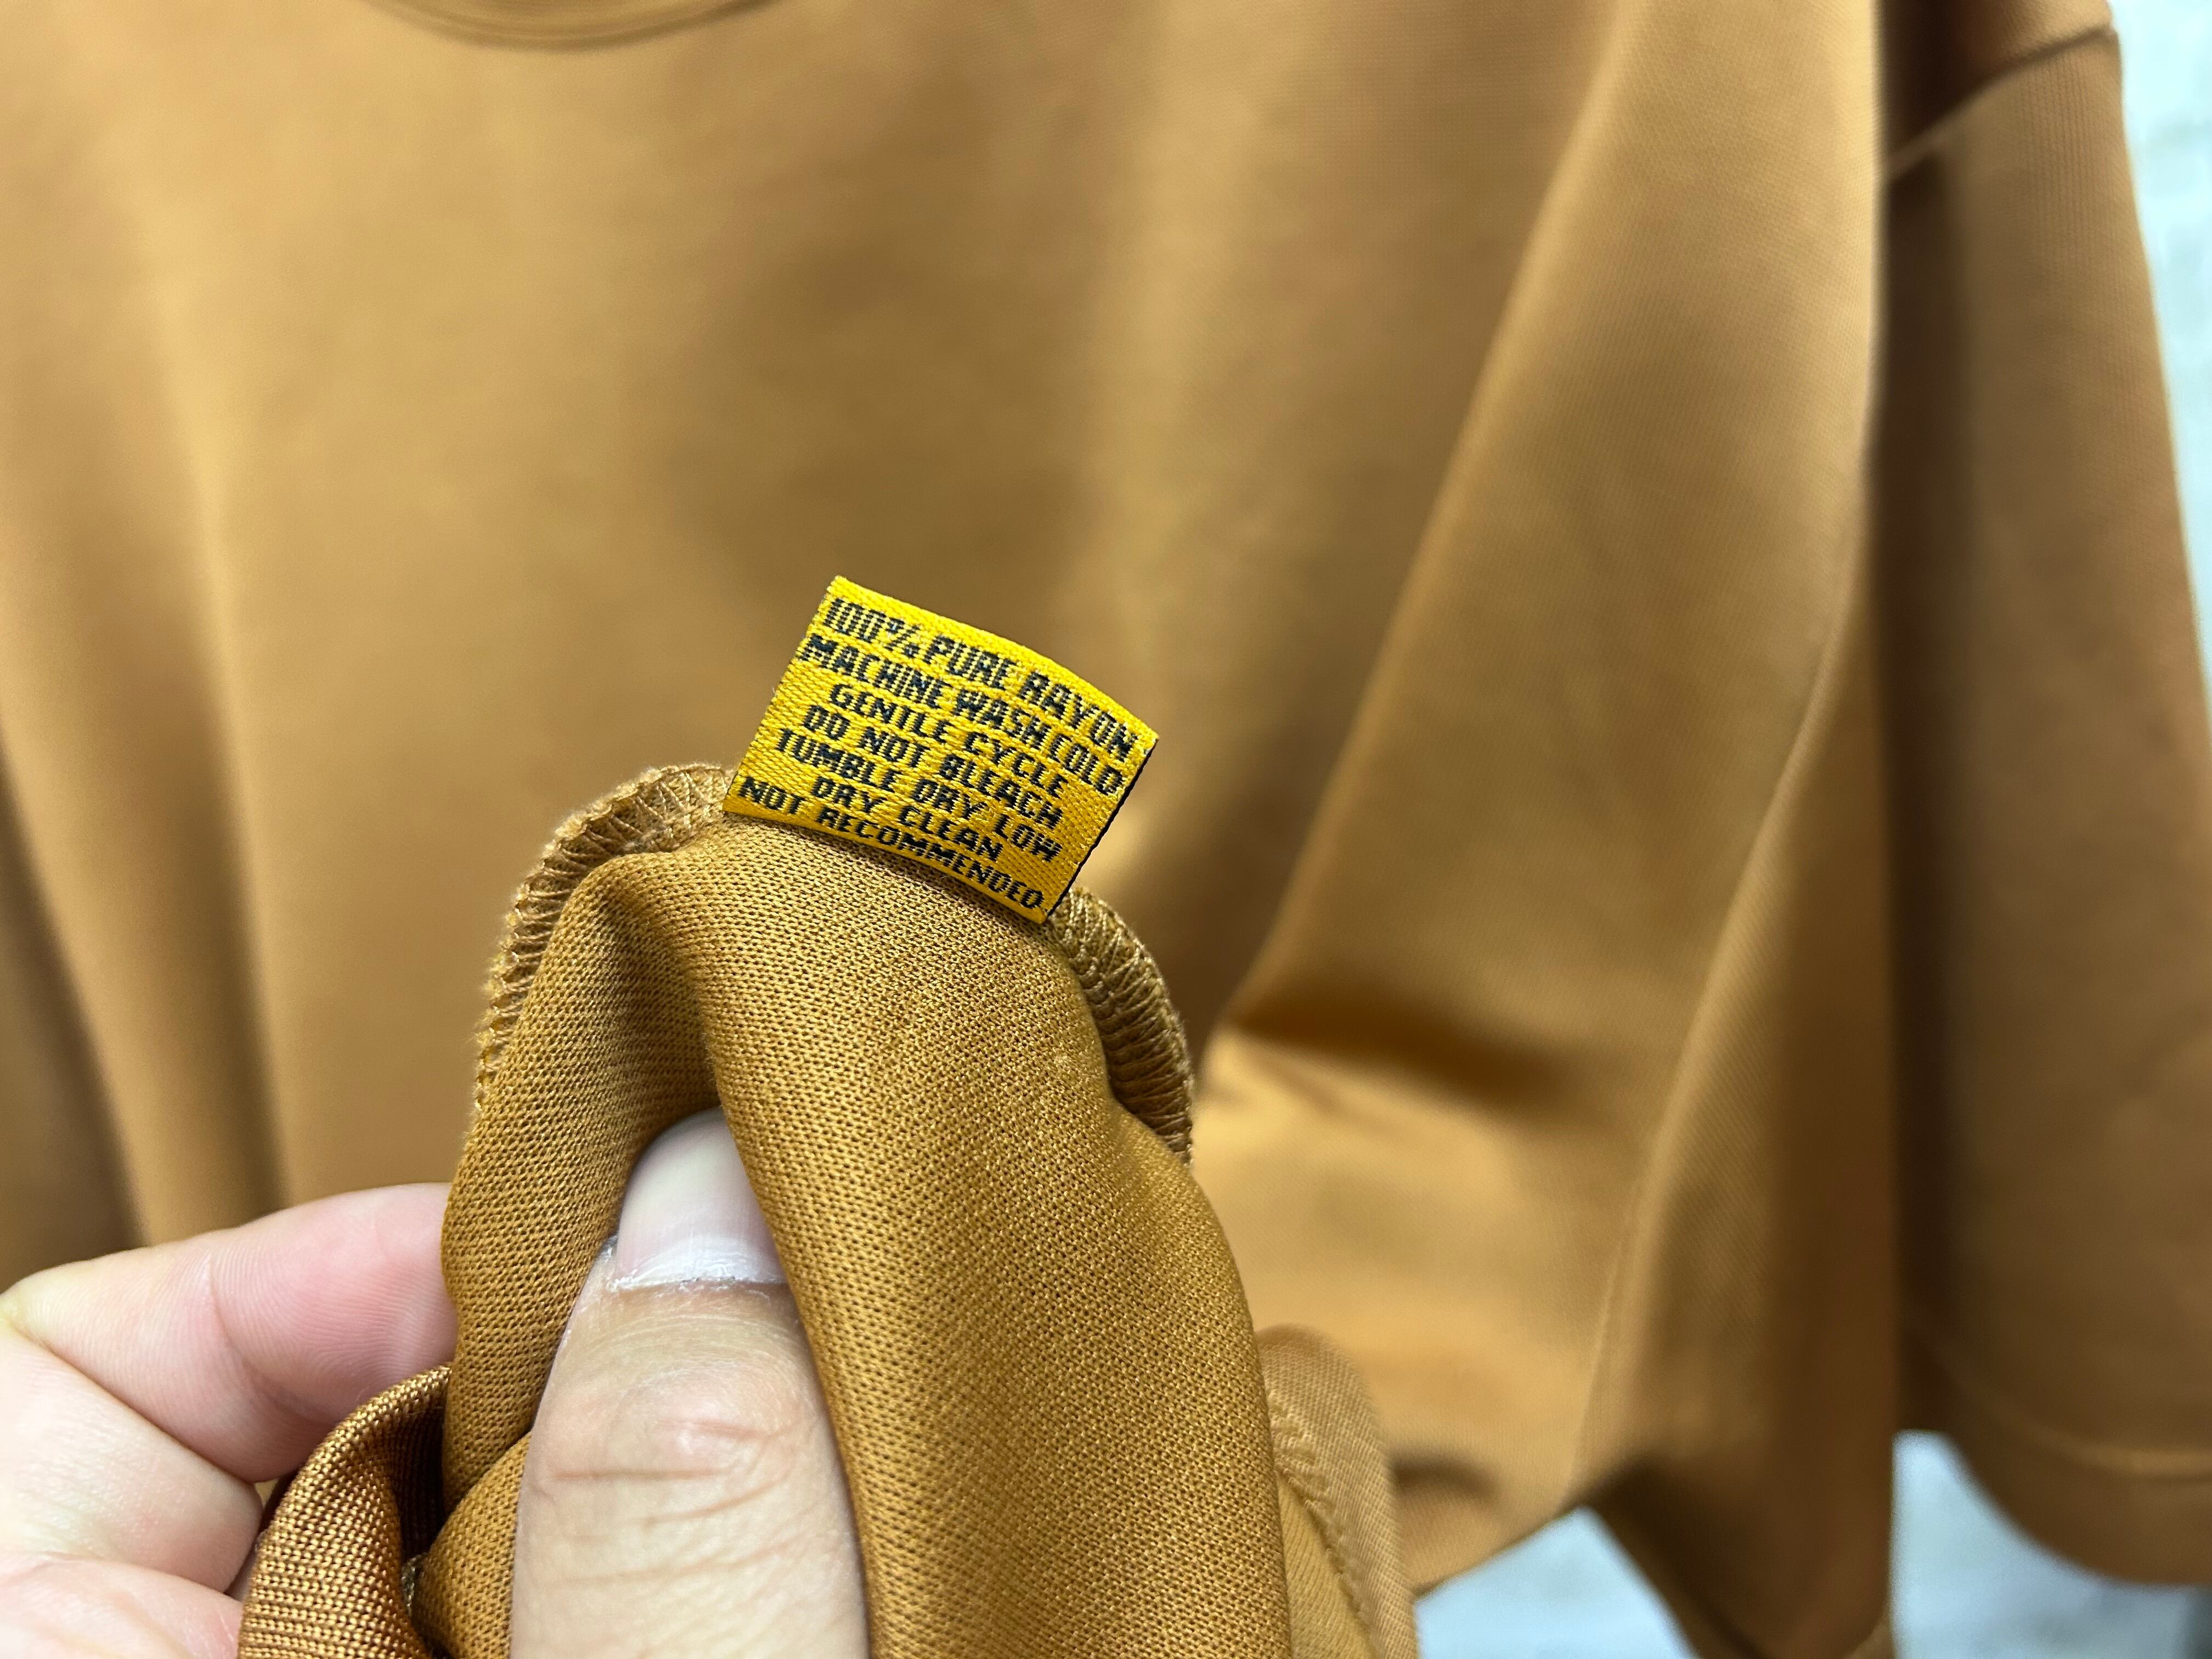 100% PURE RAYON
MACHINE WASH COLD
GENTLE CYCLE
DO NOT BLEACH
TUMBLE DRY LOW
DRY CLEAN
NOT RECOMMENDED